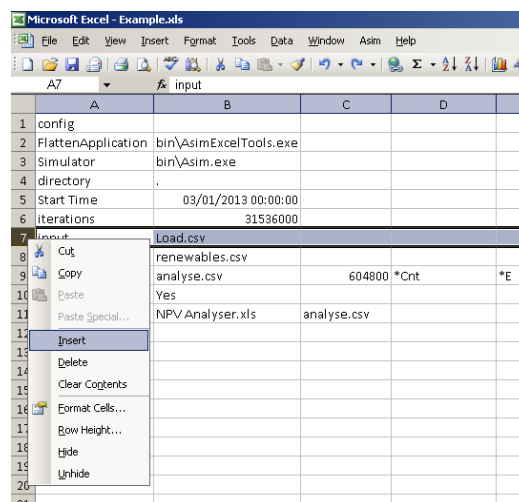 Microsoft Excel - Example.xls
File Edit View Insert Format Tools Data Window Asim Help
A7 fx input
A B C D
1 config
2 FlattenApplication bin\AsimExcelTools.exe
3 Simulator bin\Asim.exe
4 directory .
5 Start Time 03/01/2013 00:00:00
6 iterations 31536000
7 input Load.csv
8 renewables.csv
9 analyse.csv 604800 *Cnt *E
10 Yes
11 NPV Analyser.xls analyse.csv
12
13
14
15
16
17
18
19
20
Cut
Copy
Paste
Paste Special...
Insert
Delete
Clear Contents
Format Cells...
Row Height...
Hide
Unhide